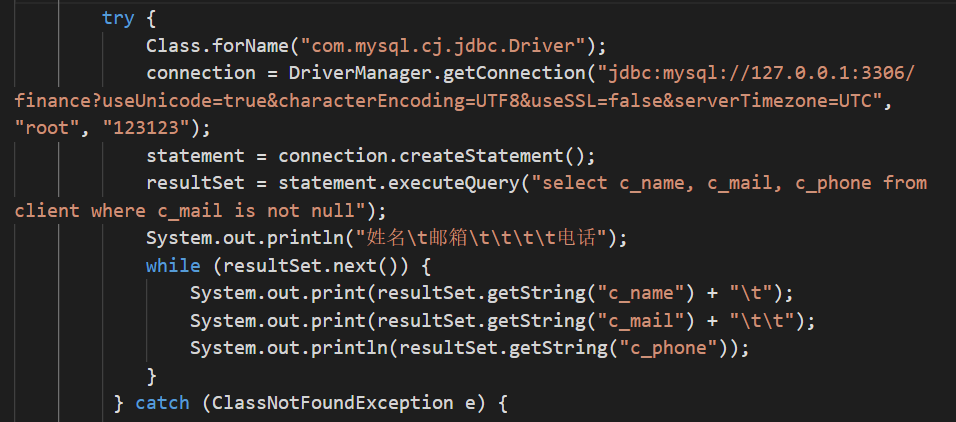 try {
Class.forName("com.mysql.cj.jdbc.Driver");
connection = DriverManager.getConnection("jdbc:mysql://127.0.0.1:3306/
finance?useUnicode=true&characterEncoding=UTF8&useSSL=false&serverTimezone=UTC",
"root", "123123");
statement = connection.createStatement();
resultSet = statement.executeQuery("select c_name, c_mail, c_phone from
client where c_mail is not null");
System.out.println("姓名\t邮箱\t\t\t\t电话");
while (resultSet.next()) {
System.out.print(resultSet.getString("c_name") + "\t");
System.out.print(resultSet.getString("c_mail") + "\t\t");
System.out.println(resultSet.getString("c_phone"));
}
} catch (ClassNotFoundException e) {